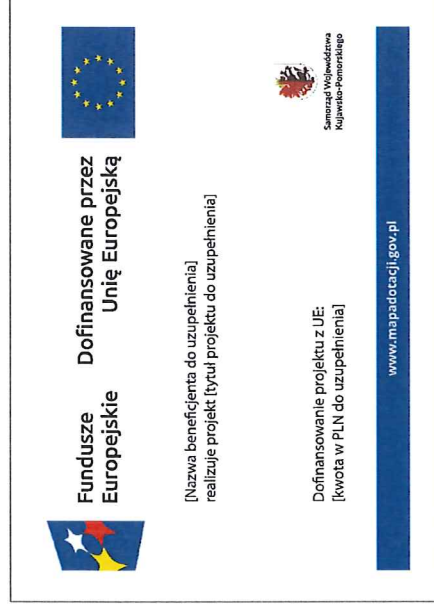 Fundusze
Europejskie
Dofinansowane przez
Unię Europejską
[Nazwa beneficjenta do uzupełnienia]
realizuje projekt [tytuł projektu do uzupełnienia]
Dofinansowanie projektu z UE:
[kwota w PLN do uzupełnienia]
Samorząd Województwa
Kujawsko-Pomorskiego
www.mapadotacji.gov.pl